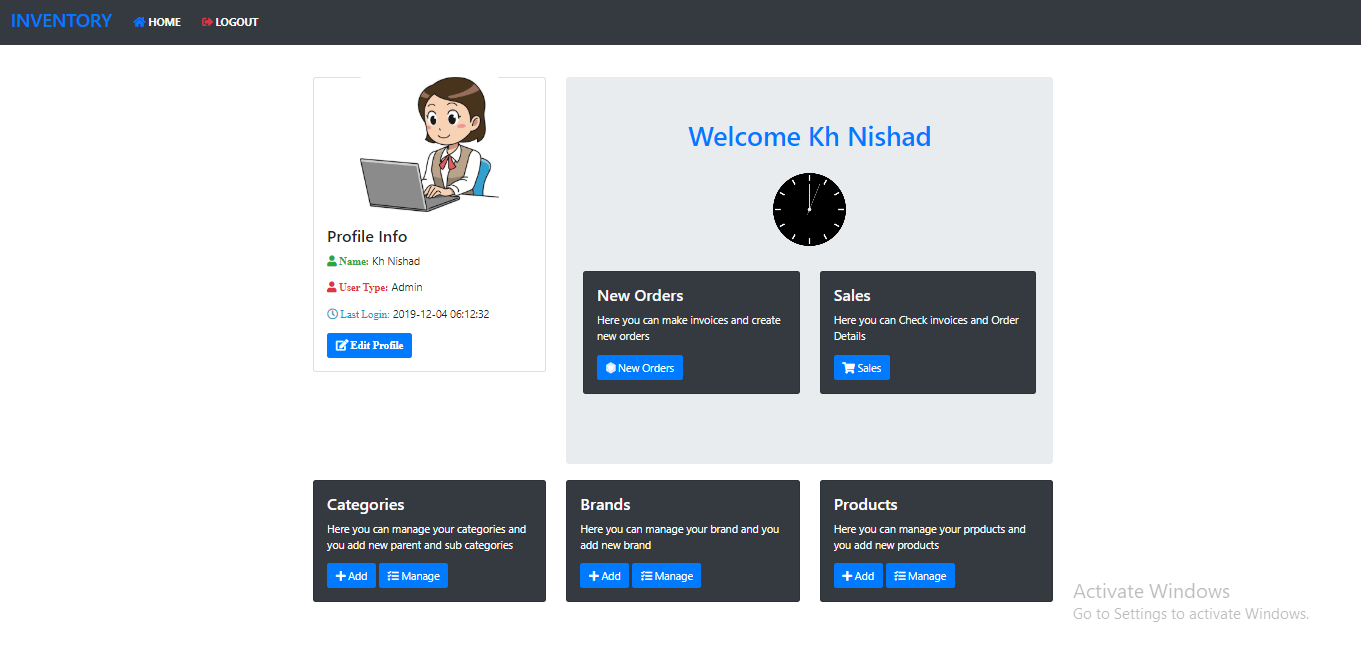 INVENTORY HOME LOGOUT
Welcome Kh Nishad
Profile Info
Name: Kh Nishad
User Type: Admin
Last Login: 2019-12-04 06:12:32
Edit Profile
New Orders
Here you can make invoices and create
new orders
New Orders
Sales
Here you can Check invoices and Order
Details
Sales
Categories
Here you can manage your categories and
you add new parent and sub categories
Add Manage
Brands
Here you can manage your brand and you
add new brand
Add Manage
Products
Here you can manage your prpducts and
you add new products
Add Manage
Activate Windows
Go to Settings to activate Windows.